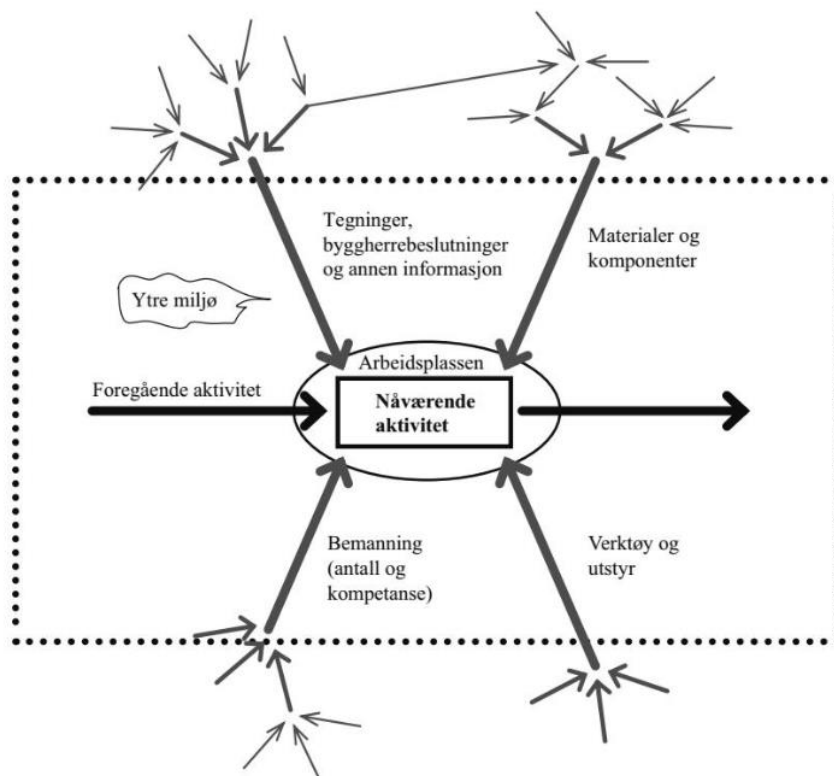 Tegninger,
byggherrebeslutninger
og annen informasjon
Materialer og
komponenter
Ytre miljø
Arbeidsplassen
Foregående aktivitet
Nåværende
aktivitet
Bemanning
(antall og
kompetanse)
Verktøy og
utstyr